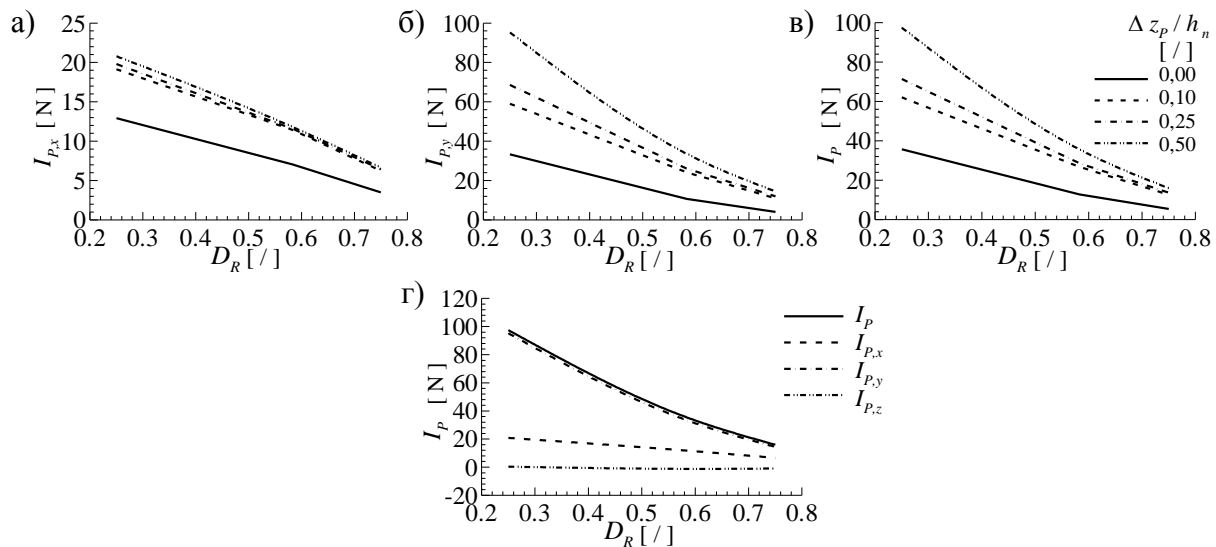 а)
25
20
15
10
5
0
I_{P,x} [ N ]
0.2 0.3 0.4 0.5 0.6 0.7 0.8
D_R [ / ]
б)
100
80
60
40
20
0
I_{P,y} [ N ]
0.2 0.3 0.4 0.5 0.6 0.7 0.8
D_R [ / ]
в)
100
80
60
40
20
0
I_P [ N ]
0.2 0.3 0.4 0.5 0.6 0.7 0.8
D_R [ / ]
Δ z_P / h_n
[ / ]
0,00
0,10
0,25
0,50
г)
120
100
80
60
40
20
0
-20
I_P [ N ]
0.2 0.3 0.4 0.5 0.6 0.7 0.8
D_R [ / ]
I_P
I_{P,x}
I_{P,y}
I_{P,z}